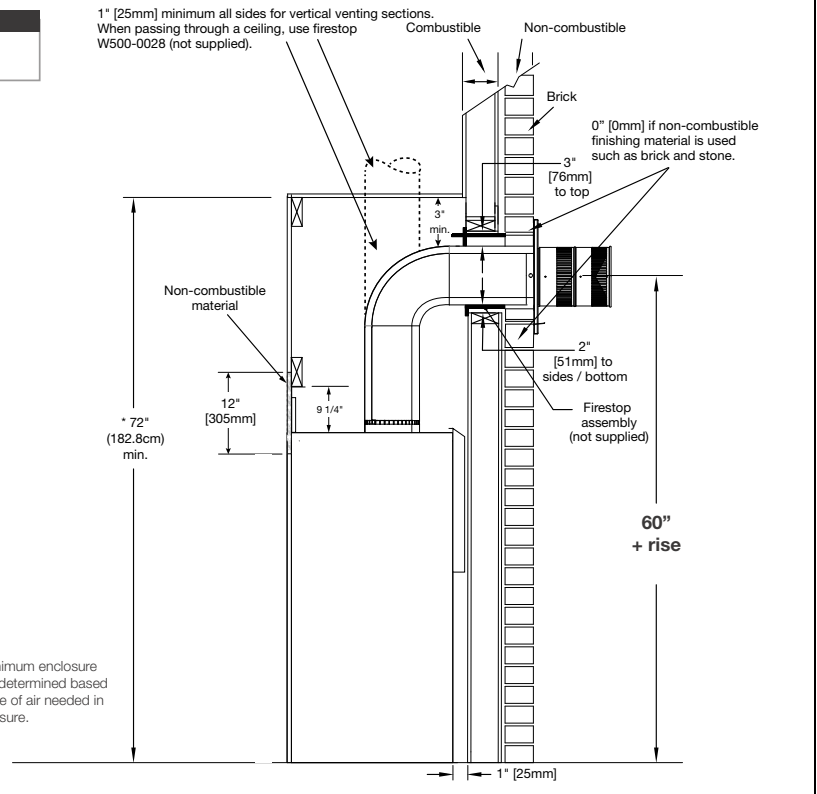 1" [25mm] minimum all sides for vertical venting sections.
When passing through a ceiling, use firestop
W500-0028 (not supplied).
Combustible
Non-combustible
Brick
0” [0mm] if non-combustible
finishing material is used
such as brick and stone.
3"
[76mm]
to top
3"
min.
Non-combustible
material
2"
[51mm] to
sides / bottom
12"
[305mm]
9 1/4"
* 72"
(182.8cm)
min.
Firestop
assembly
(not supplied)
60”
+ rise
enclosure
determined based
of air needed in
1" [25mm]